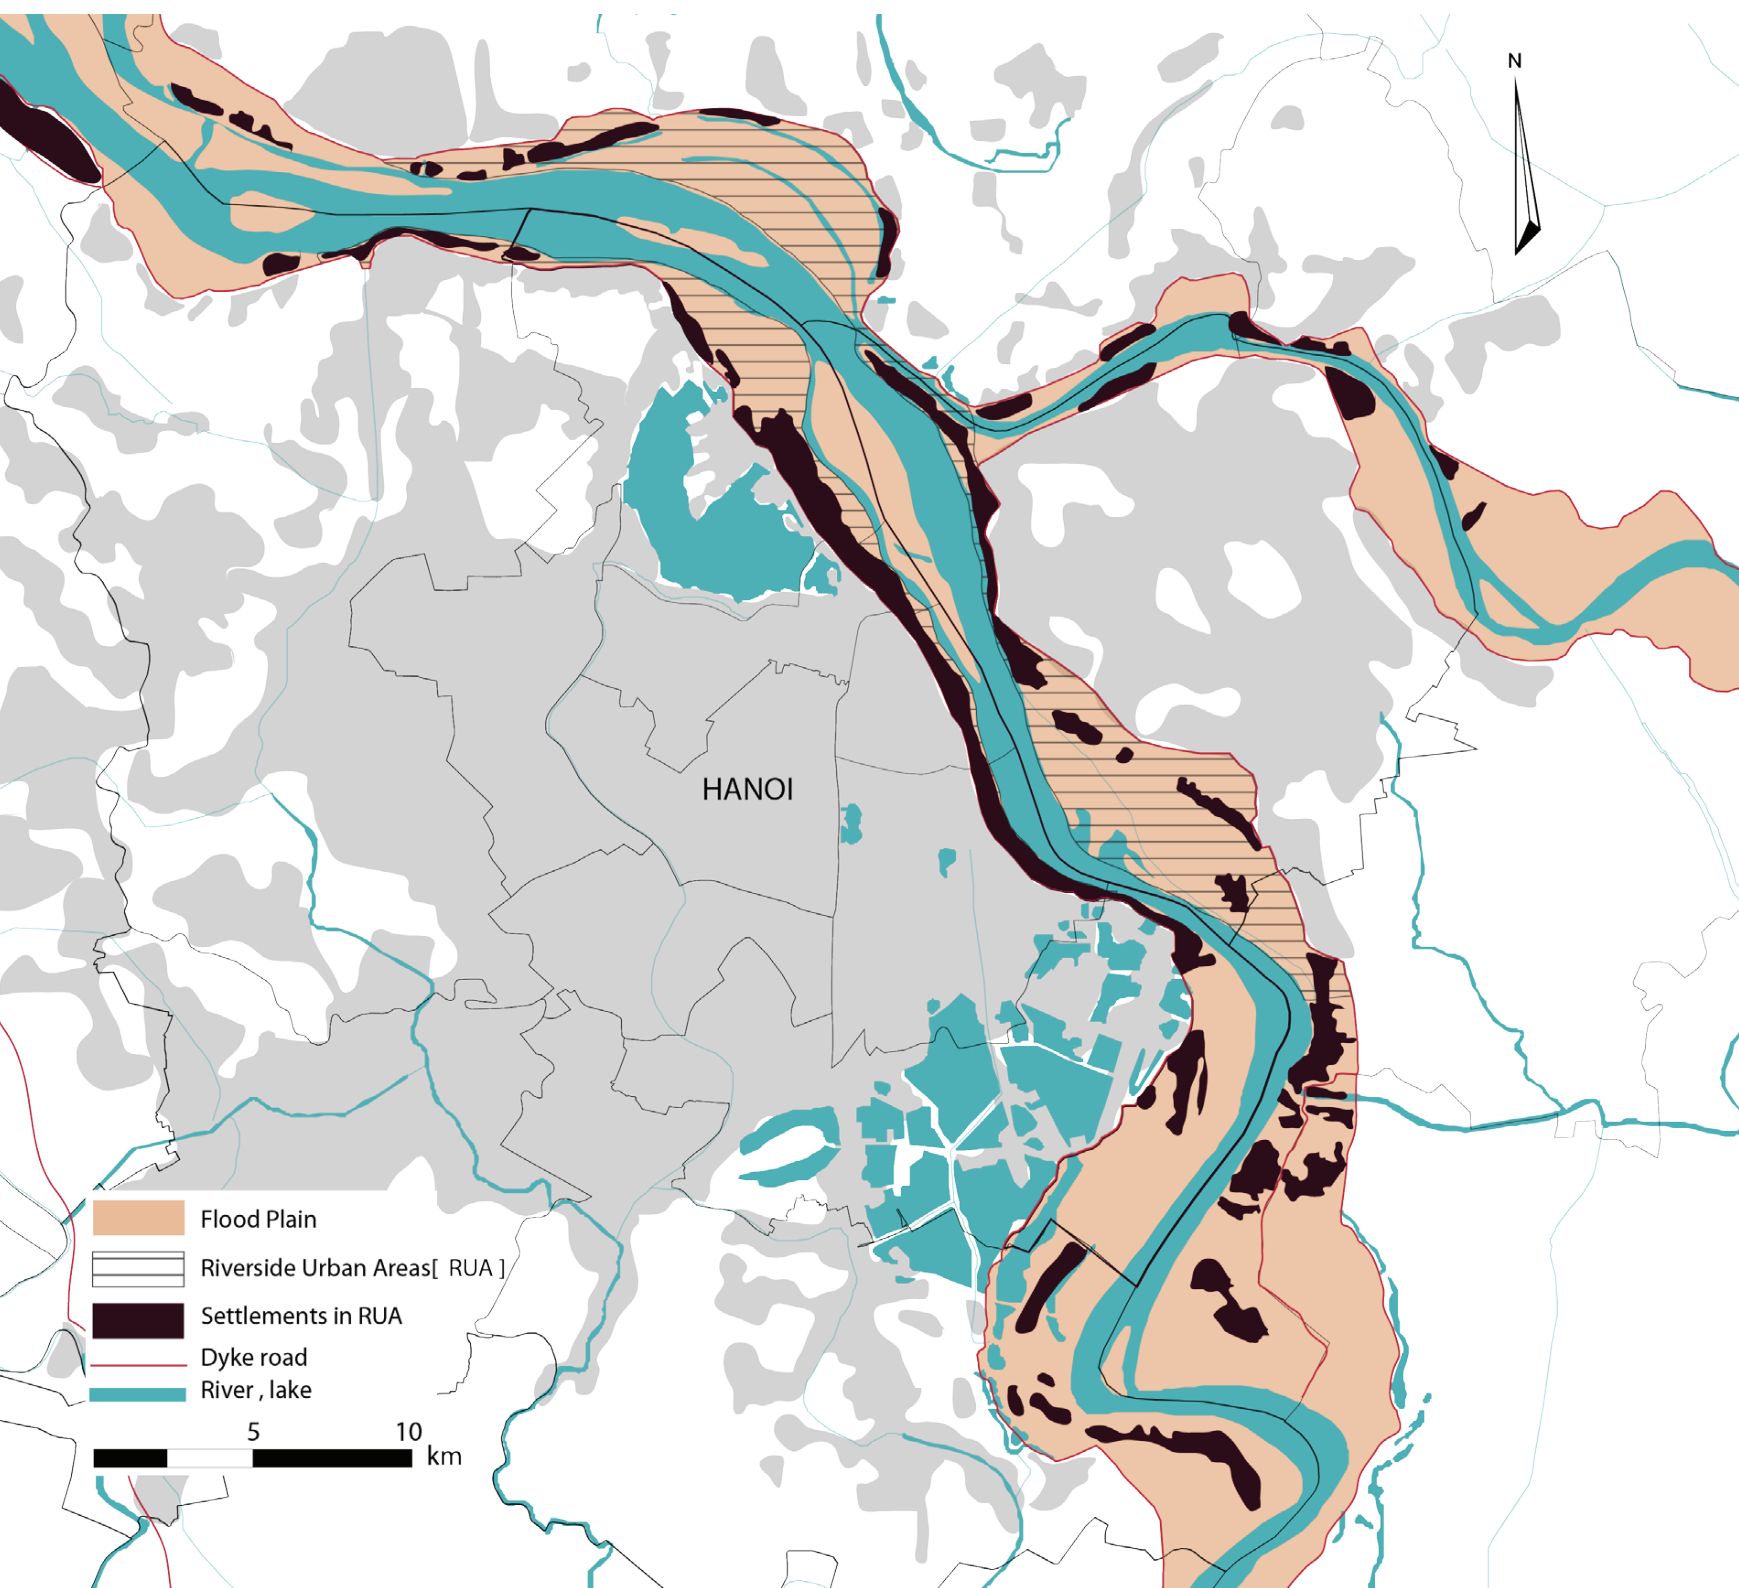 N
HANOI
Flood Plain
Riverside Urban Areas[ RUA ]
Settlements in RUA
Dyke road
River , lake
5 10
km